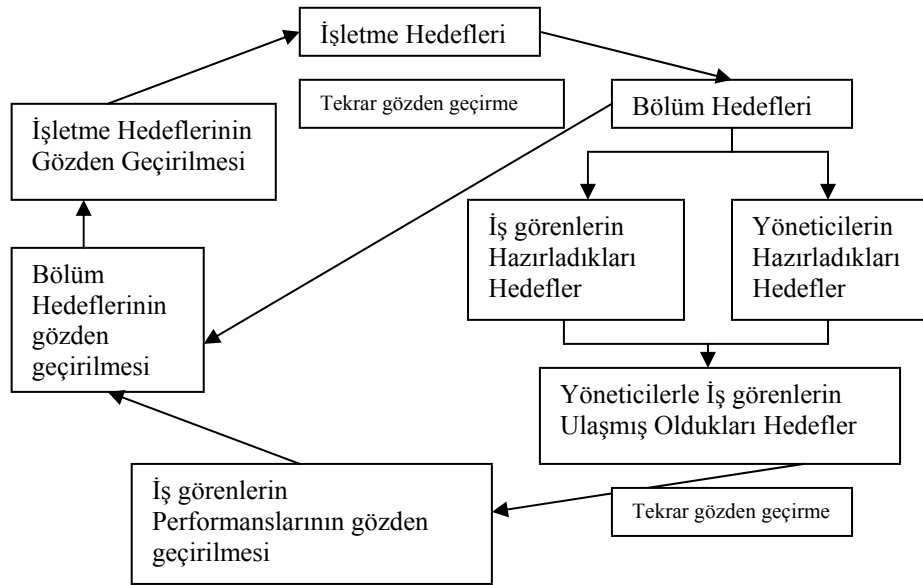 İşletme Hedefleri
Tekrar gözden geçirme
Bölüm Hedefleri
İşletme Hedeflerinin
Gözden Geçirilmesi
İş görenlerin
Hazırladıkları
Hedefler
Yöneticilerin
Hazırladıkları
Hedefler
Bölüm
Hedeflerinin
gözden
geçirilmesi
Yöneticilerle İş görenlerin
Ulaşmış Oldukları Hedefler
İş görenlerin
Performanslarının gözden
geçirilmesi
Tekrar gözden geçirme